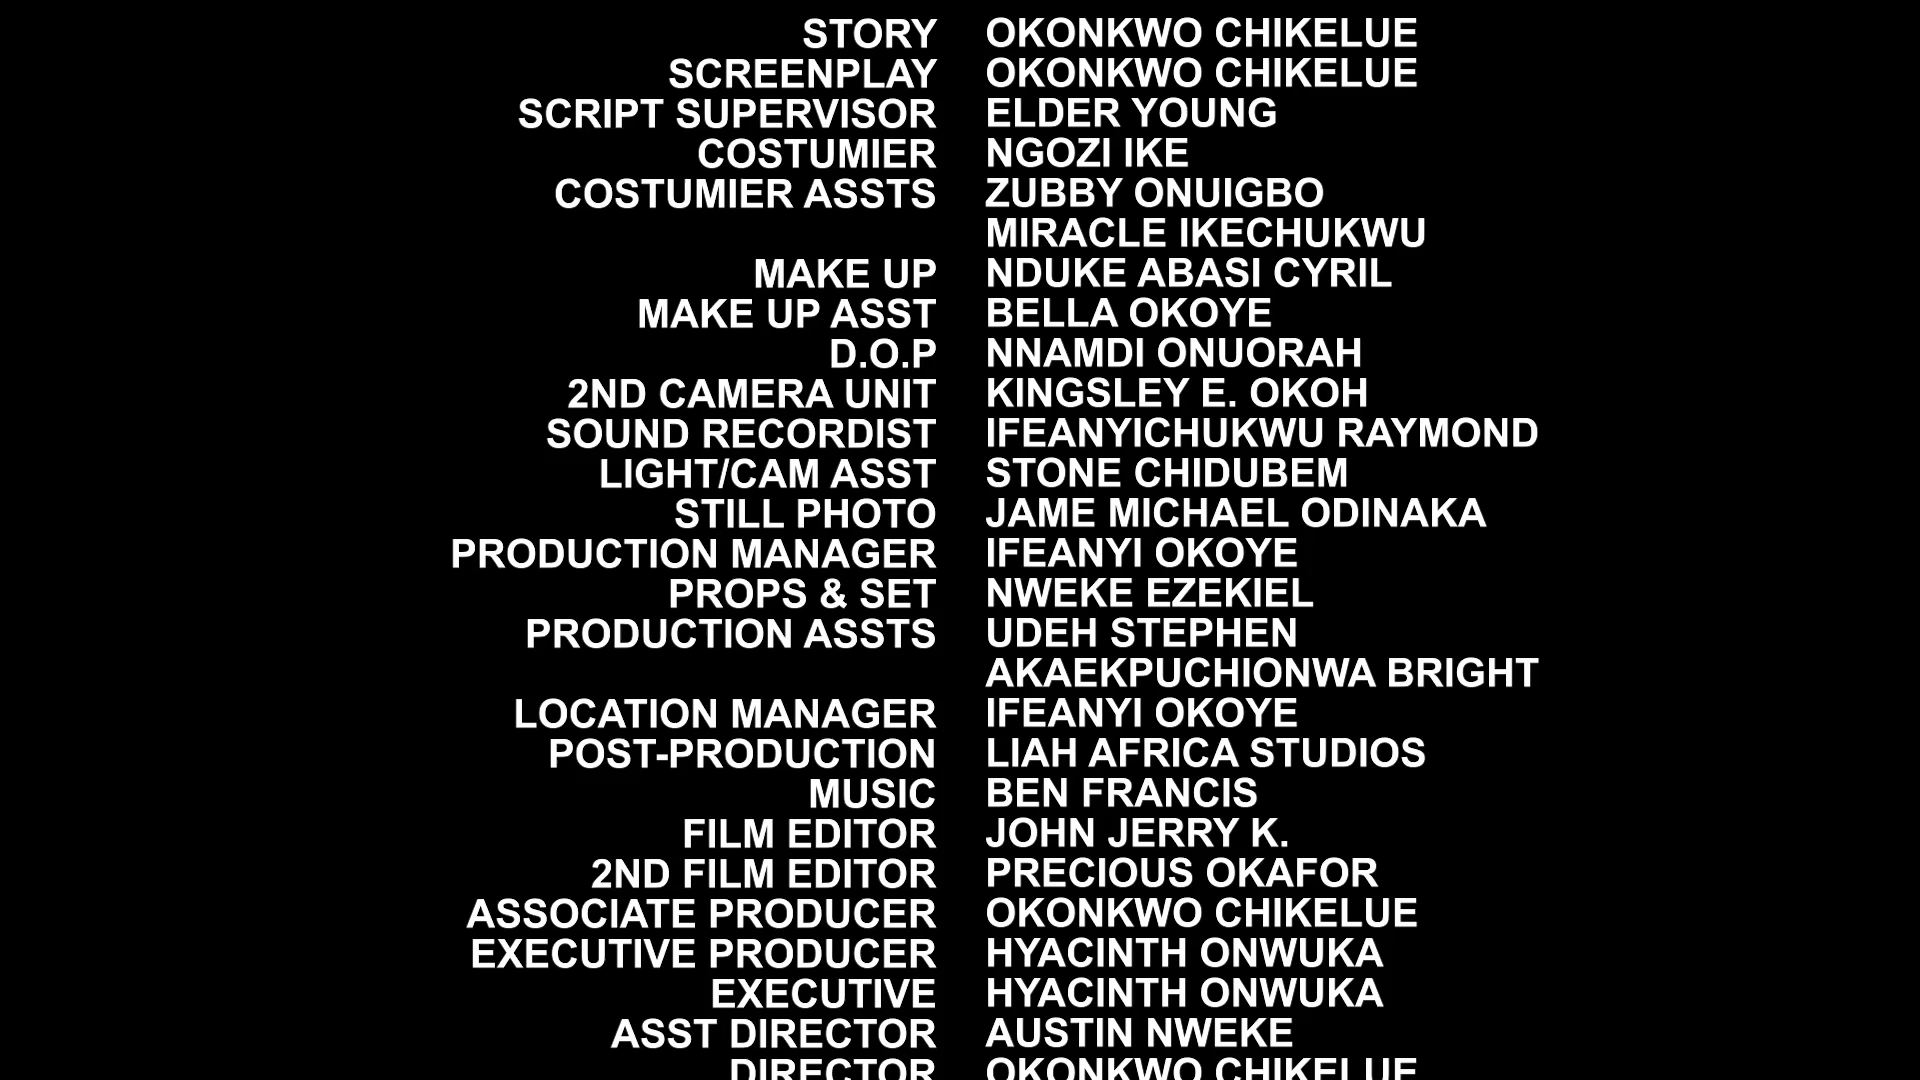 STORY OKONKWO CHIKELUE
SCREENPLAY OKONKWO CHIKELUE
SCRIPT SUPERVISOR ELDER YOUNG
COSTUMIER NGOZI IKE
COSTUMIER ASSTS ZUBBY ONUIGBO
MIRACLE IKECHUKWU
MAKE UP NDUKE ABASI CYRIL
MAKE UP ASST BELLA OKOYE
D.O.P NNAMDI ONUORAH
2ND CAMERA UNIT KINGSLEY E. OKOH
SOUND RECORDIST IFEANYICHUKWU RAYMOND
LIGHT/CAM ASST STONE CHIDUBEM
STILL PHOTO JAME MICHAEL ODINAKA
PRODUCTION MANAGER IFEANYI OKOYE
PROPS & SET NWEKE EZEKIEL
PRODUCTION ASSTS UDEH STEPHEN
AKAEKPUCHIONWA BRIGHT
LOCATION MANAGER IFEANYI OKOYE
POST-PRODUCTION LIAH AFRICA STUDIOS
MUSIC BEN FRANCIS
FILM EDITOR JOHN JERRY K.
2ND FILM EDITOR PRECIOUS OKAFOR
ASSOCIATE PRODUCER OKONKWO CHIKELUE
EXECUTIVE PRODUCER HYACINTH ONWUKA
EXECUTIVE HYACINTH ONWUKA
ASST DIRECTOR AUSTIN NWEKE
DIRECTOR OKONKWO CHIKELUE